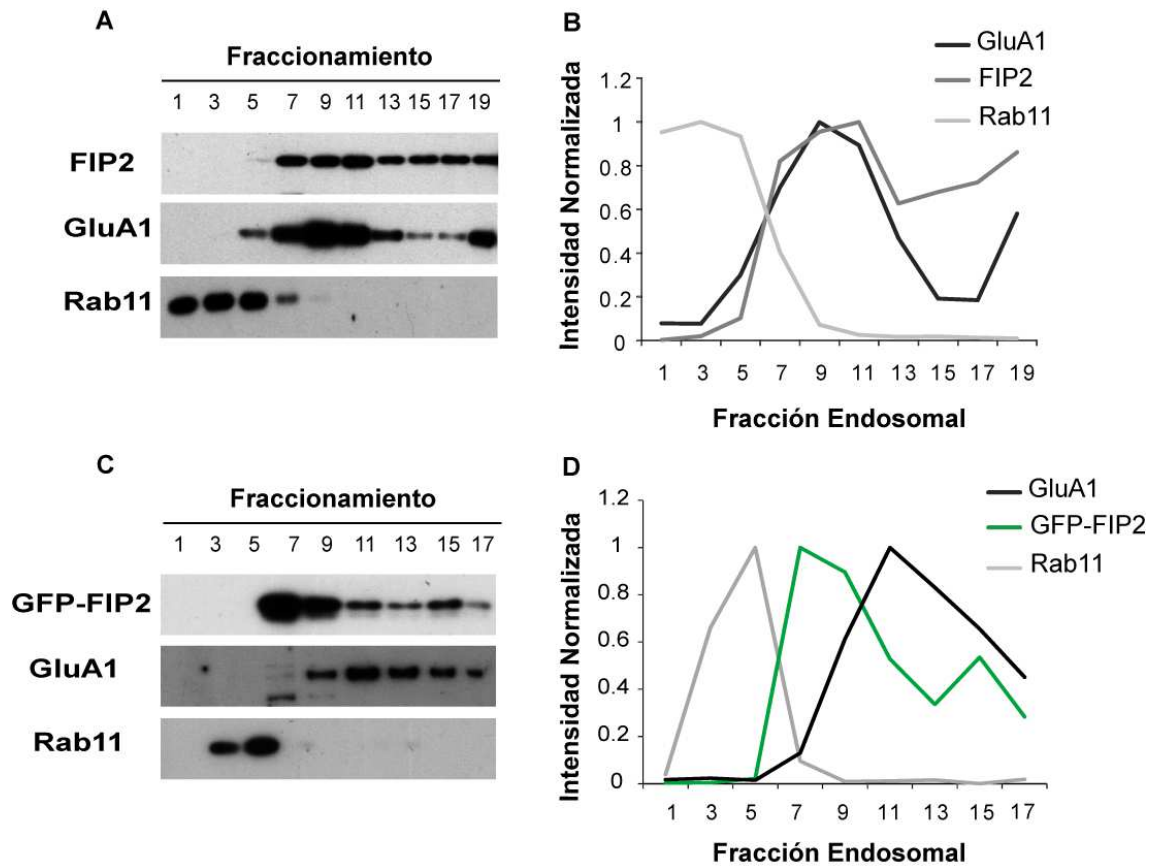 A
Fraccionamiento
1 3 5 7 9 11 13 15 17 19
FIP2
GluA1
Rab11
B
GluA1
FIP2
Rab11
Intensidad Normalizada
1.2
1
0.8
0.6
0.4
0.2
0
1 3 5 7 9 11 13 15 17 19
Fracción Endosomal
C
Fraccionamiento
1 3 5 7 9 11 13 15 17
GFP-FIP2
GluA1
Rab11
D
GluA1
GFP-FIP2
Rab11
Intensidad Normalizada
1.2
1
0.8
0.6
0.4
0.2
0
1 3 5 7 9 11 13 15 17
Fracción Endosomal